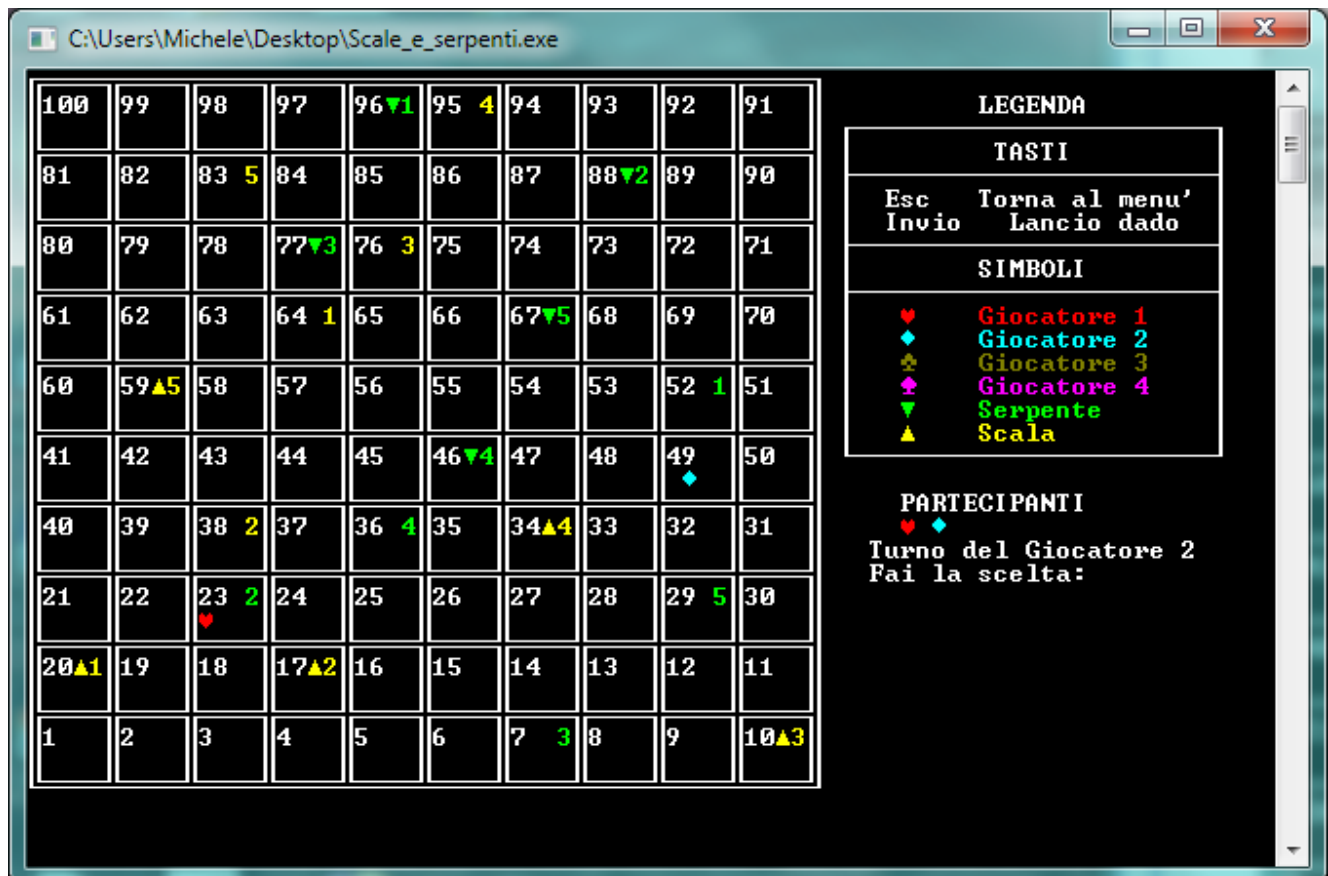 C:\Users\Michele\Desktop\Scale_e_serpenti.exe
100 99 98 97 96▼1 95 4 94 93 92 91
81 82 83 5 84 85 86 87 88▼2 89 90
80 79 78 77▼3 76 3 75 74 73 72 71
61 62 63 64 1 65 66 67▼5 68 69 70
60 59▲5 58 57 56 55 54 53 52 1 51
41 42 43 44 45 46▼4 47 48 49 50
40 39 38 2 37 36 4 35 34▲4 33 32 31
21 22 23 2 24 25 26 27 28 29 5 30
20▲1 19 18 17▲2 16 15 14 13 12 11
1 2 3 4 5 6 7 3 8 9 10▲3
LEGENDA
TASTI
Esc Torna al menu'
Invio Lancio dado
SIMBOLI
♥ Giocatore 1
♦ Giocatore 2
♣ Giocatore 3
♠ Giocatore 4
▼ Serpente
▲ Scala
PARTECIPANTI
♥ ♦
Turno del Giocatore 2
Fai la scelta: